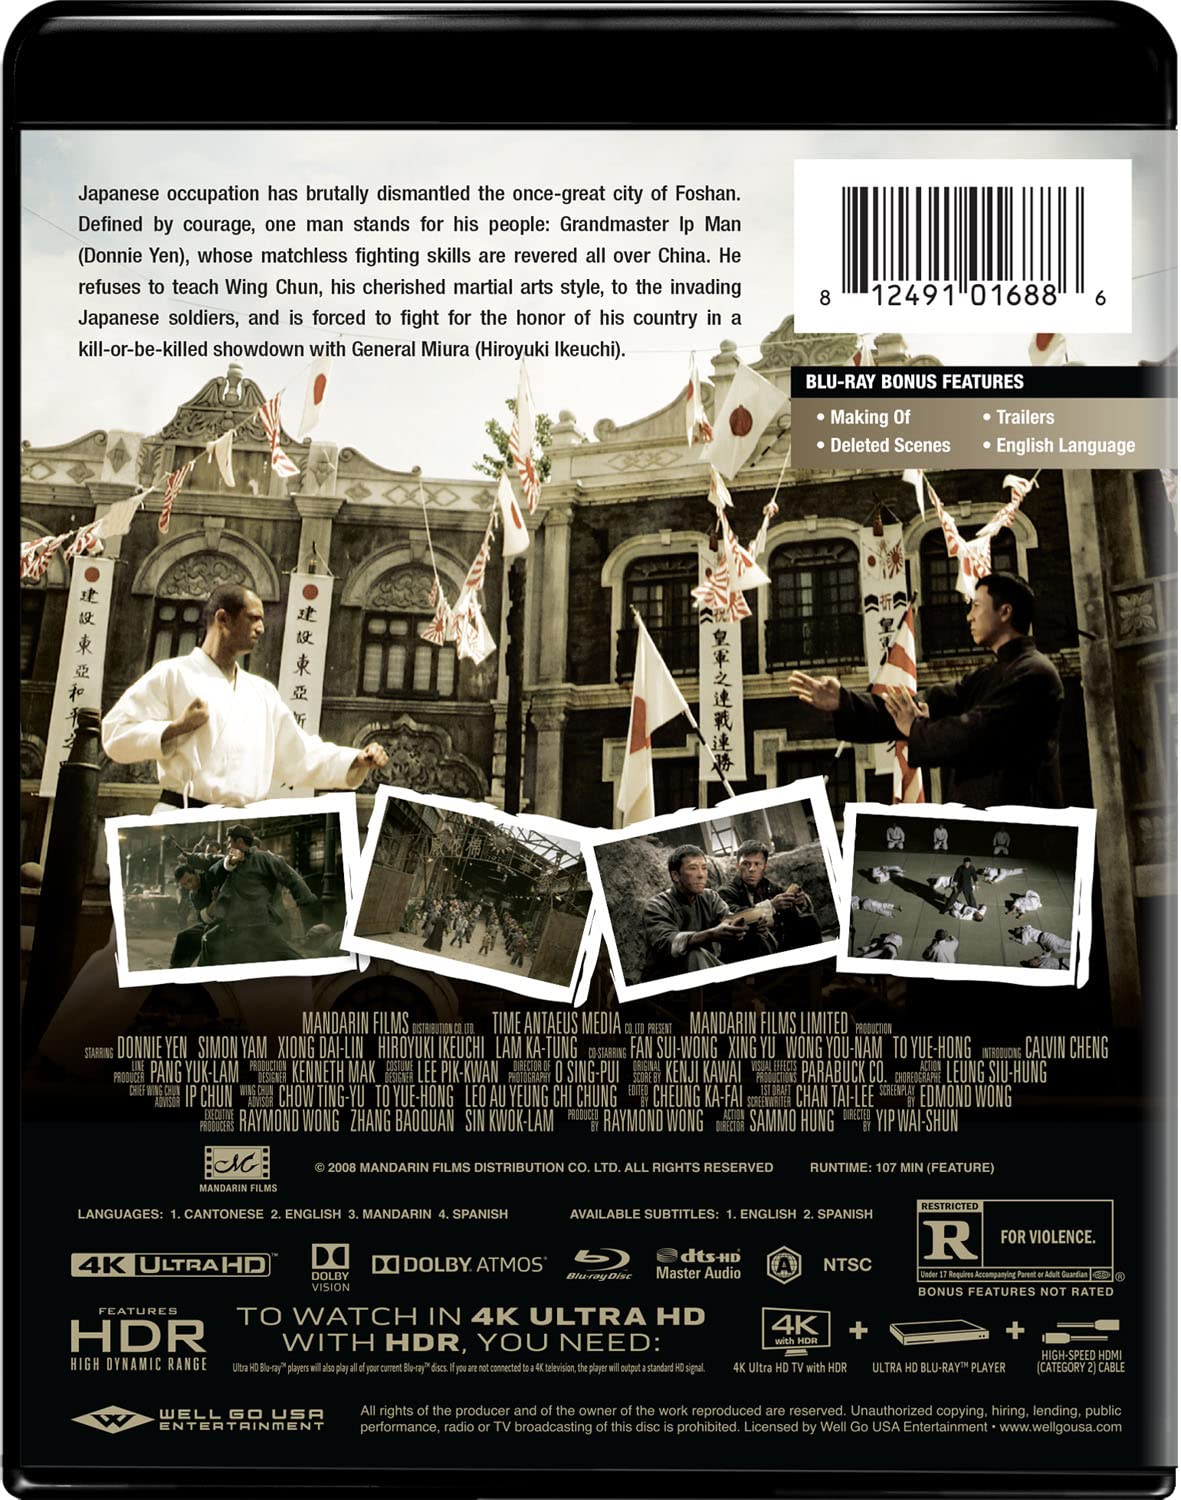 Japanese occupation has brutally dismantled the once-great city of Foshan.
Defined by courage, one man stands for his people: Grandmaster Ip Man
(Donnie Yen), whose matchless fighting skills are revered all over China. He
refuses to teach Wing Chun, his cherished martial arts style, to the invading
Japanese soldiers, and is forced to fight for the honor of his country in a
kill-or-be-killed showdown with General Miura (Hiroyuki Ikeuchi).
8 12491 01688 6
BLU-RAY BONUS FEATURES
• Making Of • Trailers
• Deleted Scenes • English Language
建設東亞和平之
建設東亞新
祝皇軍之連戰連勝
祈皇軍
MANDARIN FILMS DISTRIBUTION CO. LTD. TIME ANTAEUS MEDIA CO. LTD PRESENT MANDARIN FILMS LIMITED PRODUCTION
STARRING DONNIE YEN SIMON YAM XIONG DAI-LIN HIROYUKI IKEUCHI LAM KA-TUNG CO-STARRING FAN SUI-WONG XING YU WONG YOU-NAM TO YUE-HONG INTRODUCING CALVIN CHENG
LINE PRODUCER PANG YUK-LAM PRODUCTION DESIGNER KENNETH MAK COSTUME DESIGNER LEE PIK-KWAN DIRECTOR OF PHOTOGRAPHY O SING-PUI ORIGINAL SCORE BY KENJI KAWAI VISUAL EFFECTS PRODUCTIONS PARABUCK CO. ACTION CHOREOGRAPHE LEUNG SIU-HUNG
CHIEF WING CHUN ADVISOR IP CHUN WING CHUN ADVISOR CHOW TING-YU TO YUE-HONG LEO AU YEUNG CHI CHUNG EDITED BY CHEUNG KA-FAI 1ST DRAFT SCREENWRITER CHAN TAI-LEE SCREENPLAY BY EDMOND WONG
EXECUTIVE PRODUCERS RAYMOND WONG ZHANG BAOQUAN SIN KWOK-LAM PRODUCED BY RAYMOND WONG ACTION DIRECTOR SAMMO HUNG DIRECTED BY YIP WAI-SHUN
MANDARIN FILMS
© 2008 MANDARIN FILMS DISTRIBUTION CO. LTD. ALL RIGHTS RESERVED RUNTIME: 107 MIN (FEATURE)
LANGUAGES: 1. CANTONESE 2. ENGLISH 3. MANDARIN 4. SPANISH AVAILABLE SUBTITLES: 1. ENGLISH 2. SPANISH
RESTRICTED
R FOR VIOLENCE.
Under 17 Requires Accompanying Parent or Adult Guardian ®
BONUS FEATURES NOT RATED
4K ULTRA HD™ DOLBY VISION DOLBY ATMOS® Blu-ray Disc dts-HD Master Audio A NTSC
FEATURES
HDR
HIGH DYNAMIC RANGE
TO WATCH IN 4K ULTRA HD
WITH HDR, YOU NEED:
Ultra HD Blu-ray™ players will also play all of your current Blu-ray™ discs. If you are not connected to a 4K television, the player will output a standard HD signal.
4K with HDR + +
4K Ultra HD TV with HDR ULTRA HD BLU-RAY™ PLAYER HIGH-SPEED HDMI
(CATEGORY 2) CABLE
WELL GO USA
ENTERTAINMENT
All rights of the producer and of the owner of the work reproduced are reserved. Unauthorized copying, hiring, lending, public
performance, radio or TV broadcasting of this disc is prohibited. Licensed by Well Go USA Entertainment • www.wellgousa.com